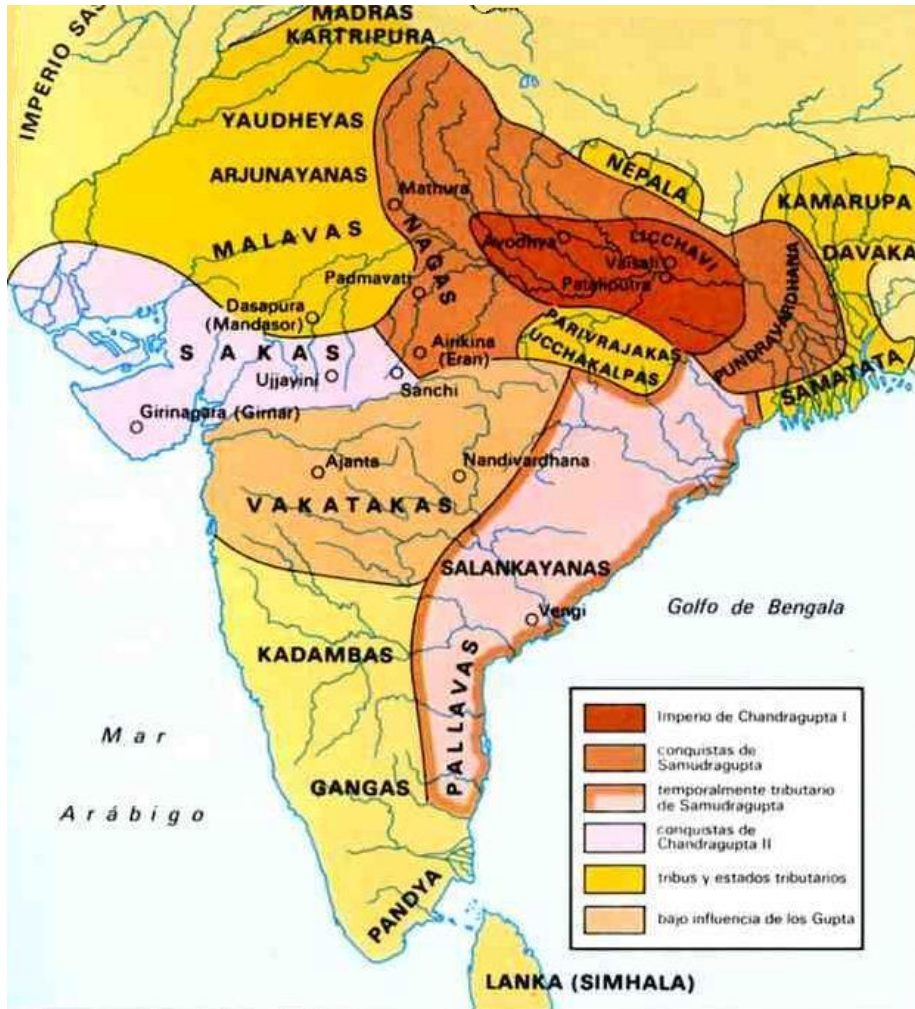 MADRAS
KARTRIPURA
IMPERIO SAS
YAUDHEYAS
ARJUNAYANAS
MALAVAS
Mathura
NAGAS
NEPALA
KAMARUPA
DAVAKA
Ayodhya
LICCHAVI
Vaisali
Pataliputra
PUNDRAVARDHANA
Padmavati
Dasapura
(Mandasor)
Airikina
(Eran)
PARIVRAJAKAS
UCCHAKALPAS
SAMATATA
SAKAS
Ujjayini
Sanchi
Girinagara (Girnar)
Ajanta
Nandivardhana
VAKATAKAS
SALANKAYANAS
Vengi
Golfo de Bengala
KADAMBAS
PALLAVAS
Mar
Arábigo
GANGAS
PANDYA
LANKA (SIMHALA)
Imperio de Chandragupta I
conquistas de
Samudragupta
temporalmente tributario
de Samudragupta
conquistas de
Chandragupta II
tribus y estados tributarios
bajo influencia de los Gupta